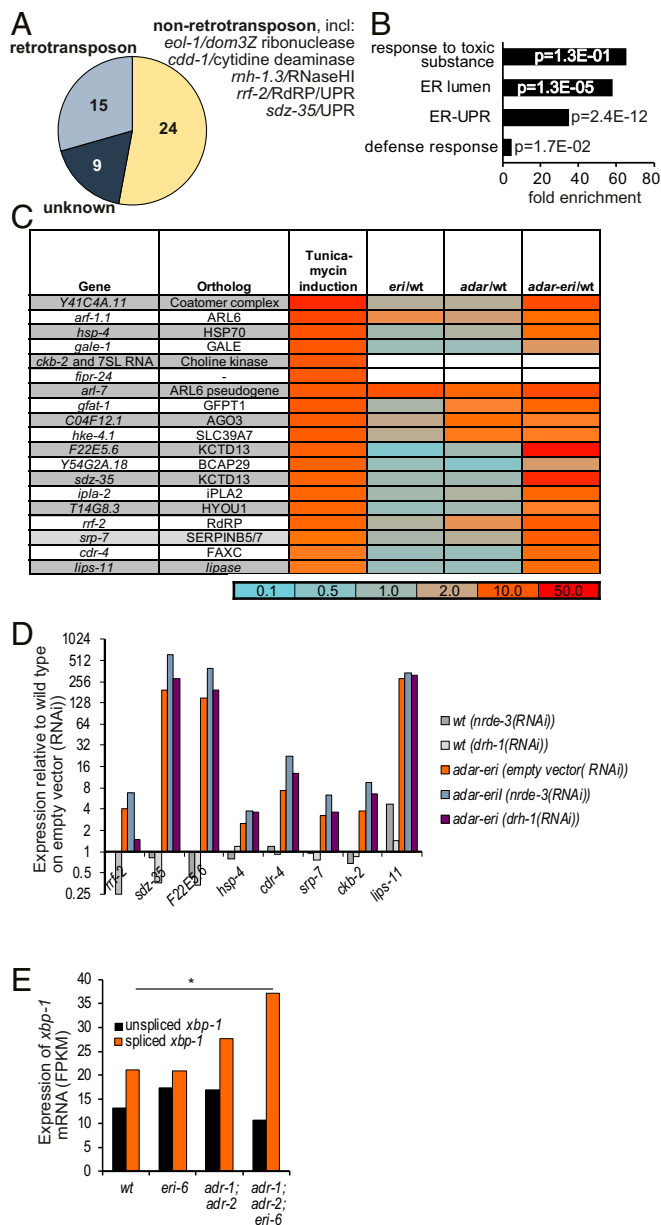 A
non-retrotransposon, incl:
eol-1/dom3Z ribonuclease
cdd-1/cytidine deaminase
rnh-1.3/RNaseHI
rrf-2/RdRP/UPR
sdz-35/UPR
retrotransposon
15
24
9
unknown
B
response to toxic substance
p=1.3E-01
ER lumen
p=1.3E-05
ER-UPR
p=2.4E-12
defense response
p=1.7E-02
0 20 40 60 80
fold enrichment
C
Gene Ortholog Tunica-mycin induction eri/wt adar/wt adar-eri/wt
Y41C4A.11 Coatomer complex
arf-1.1 ARL6
hsp-4 HSP70
gale-1 GALE
ckb-2 and 7SL RNA Choline kinase
fipr-24 -
arl-7 ARL6 pseudogene
gfat-1 GFPT1
C04F12.1 AGO3
hke-4.1 SLC39A7
F22E5.6 KCTD13
Y54G2A.18 BCAP29
sdz-35 KCTD13
ipla-2 iPLA2
T14G8.3 HYOU1
rrf-2 RdRP
srp-7 SERPINB5/7
cdr-4 FAXC
lips-11 lipase
0.1 0.5 1.0 2.0 10.0 50.0
D
Expression relative to wild type
on empty vector (RNAi))
1024
512
256
128
64
32
16
8
4
2
1
0.5
0.25
rrf-2
sdz-35
F22E5.6
hsp-4
cdr-4
srp-7
ckb-2
lips-11
wt (nrde-3(RNAi))
wt (drh-1(RNAi))
adar-eri (empty vector( RNAi))
adar-eriI (nrde-3(RNAi))
adar-eri (drh-1(RNAi))
E
Expression of xbp-1
mRNA (FPKM)
40
35
30
25
20
15
10
5
0
*
unspliced xbp-1
spliced xbp-1
wt
eri-6
adr-1;
adr-2
adr-1;
adr-2;
eri-6